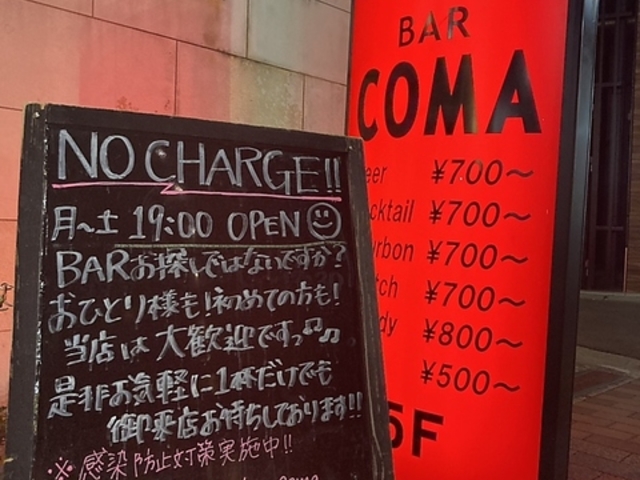 NO CHARGE!!
月~土 19:00 OPEN
BARお探しではないですか?
おひとり様も!初めての方も!
当店は大歓迎ですっ♫♪
是非お気軽に1杯だけでも
御来店お待ちしております!!
※感染防止対策実施中!!
BAR
COMA
eer ¥700~
cktail ¥700~
urbon ¥700~
tch ¥700~
dy ¥800~
¥500~
5F